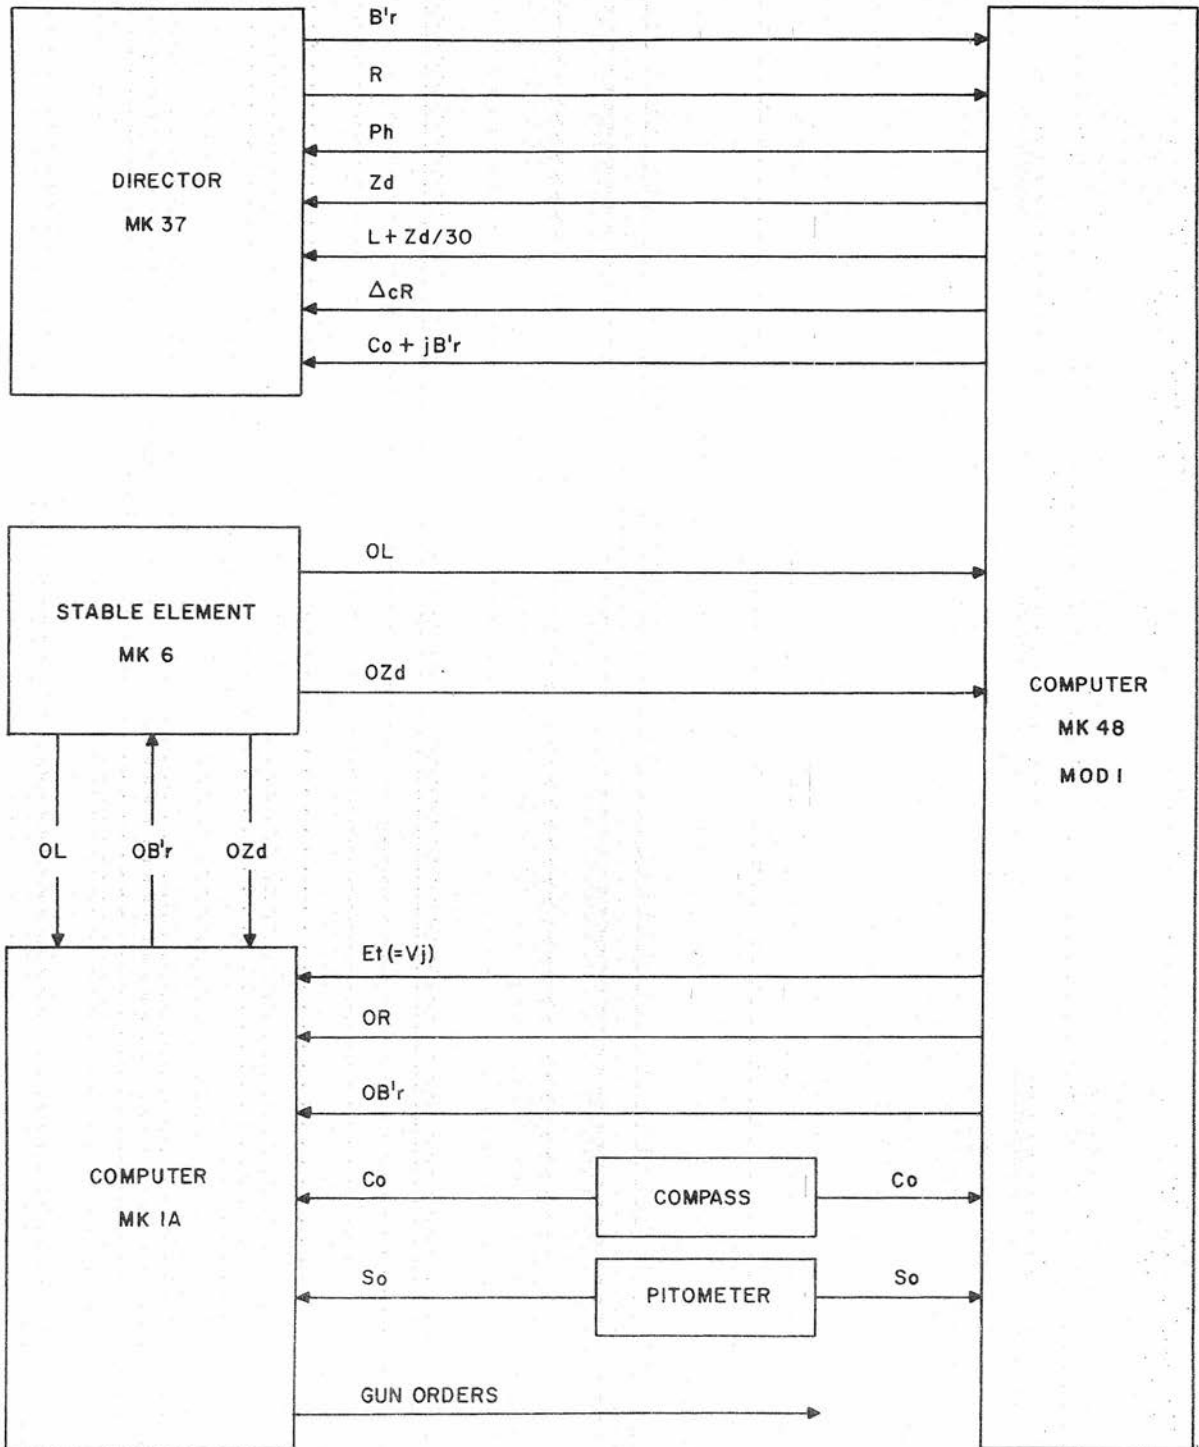 B'r
R
Ph
DIRECTOR
MK 37
Zd
L + Zd/30
ΔcR
Co + jB'r
OL
STABLE ELEMENT
MK 6
OZd
COMPUTER
MK 48
MOD I
OL
OB'r
OZd
Et (=Vj)
OR
OB'r
COMPUTER
MK IA
Co
COMPASS
Co
So
PITOMETER
So
GUN ORDERS